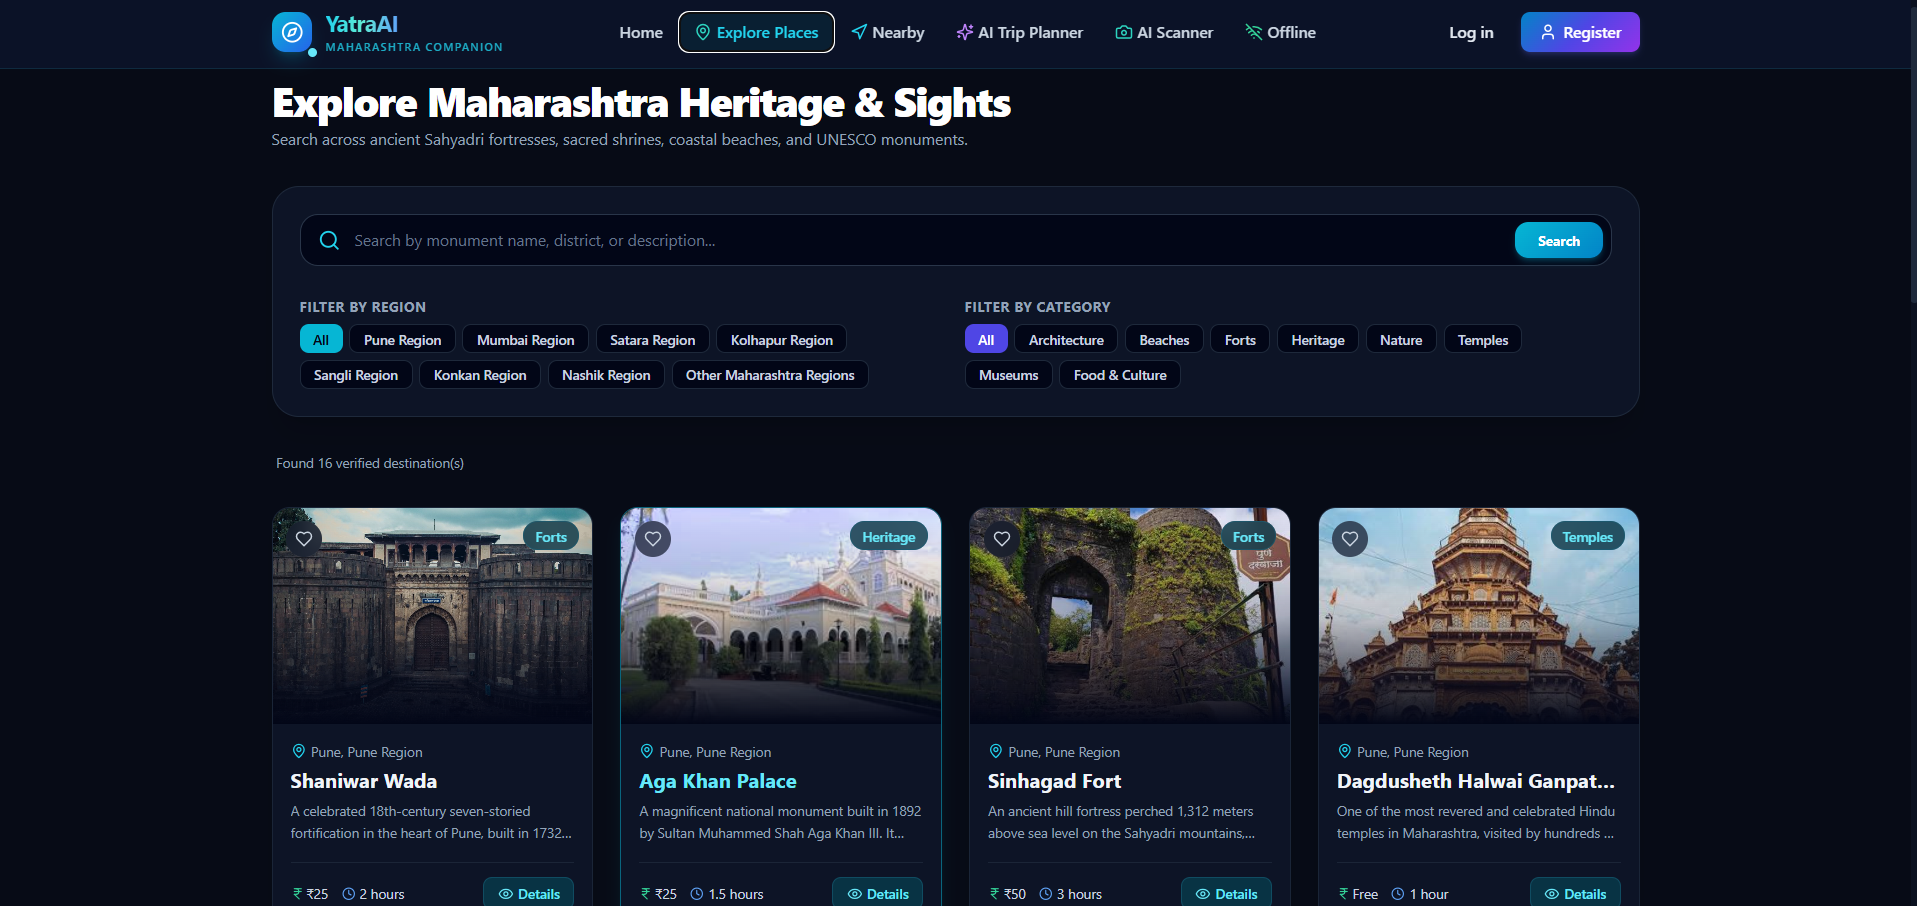 YatraAI
MAHARASHTRA COMPANION
Home
Explore Places
Nearby
AI Trip Planner
AI Scanner
Offline
Log in
Register
Explore Maharashtra Heritage & Sights
Search across ancient Sahyadri fortresses, sacred shrines, coastal beaches, and UNESCO monuments.
Search by monument name, district, or description...
Search
FILTER BY REGION
All
Pune Region
Mumbai Region
Satara Region
Kolhapur Region
Sangli Region
Konkan Region
Nashik Region
Other Maharashtra Regions
FILTER BY CATEGORY
All
Architecture
Beaches
Forts
Heritage
Nature
Temples
Museums
Food & Culture
Found 16 verified destination(s)
Forts
Pune, Pune Region
Shaniwar Wada
A celebrated 18th-century seven-storied
fortification in the heart of Pune, built in 1732...
₹ ₹25
2 hours
Details
Heritage
Pune, Pune Region
Aga Khan Palace
A magnificent national monument built in 1892
by Sultan Muhammed Shah Aga Khan III. It...
₹ ₹25
1.5 hours
Details
Forts
पुणे
दरवाजा
Pune, Pune Region
Sinhagad Fort
An ancient hill fortress perched 1,312 meters
above sea level on the Sahyadri mountains,...
₹ ₹50
3 hours
Details
Temples
Pune, Pune Region
Dagdusheth Halwai Ganpat...
One of the most revered and celebrated Hindu
temples in Maharashtra, visited by hundreds ...
₹ Free
1 hour
Details